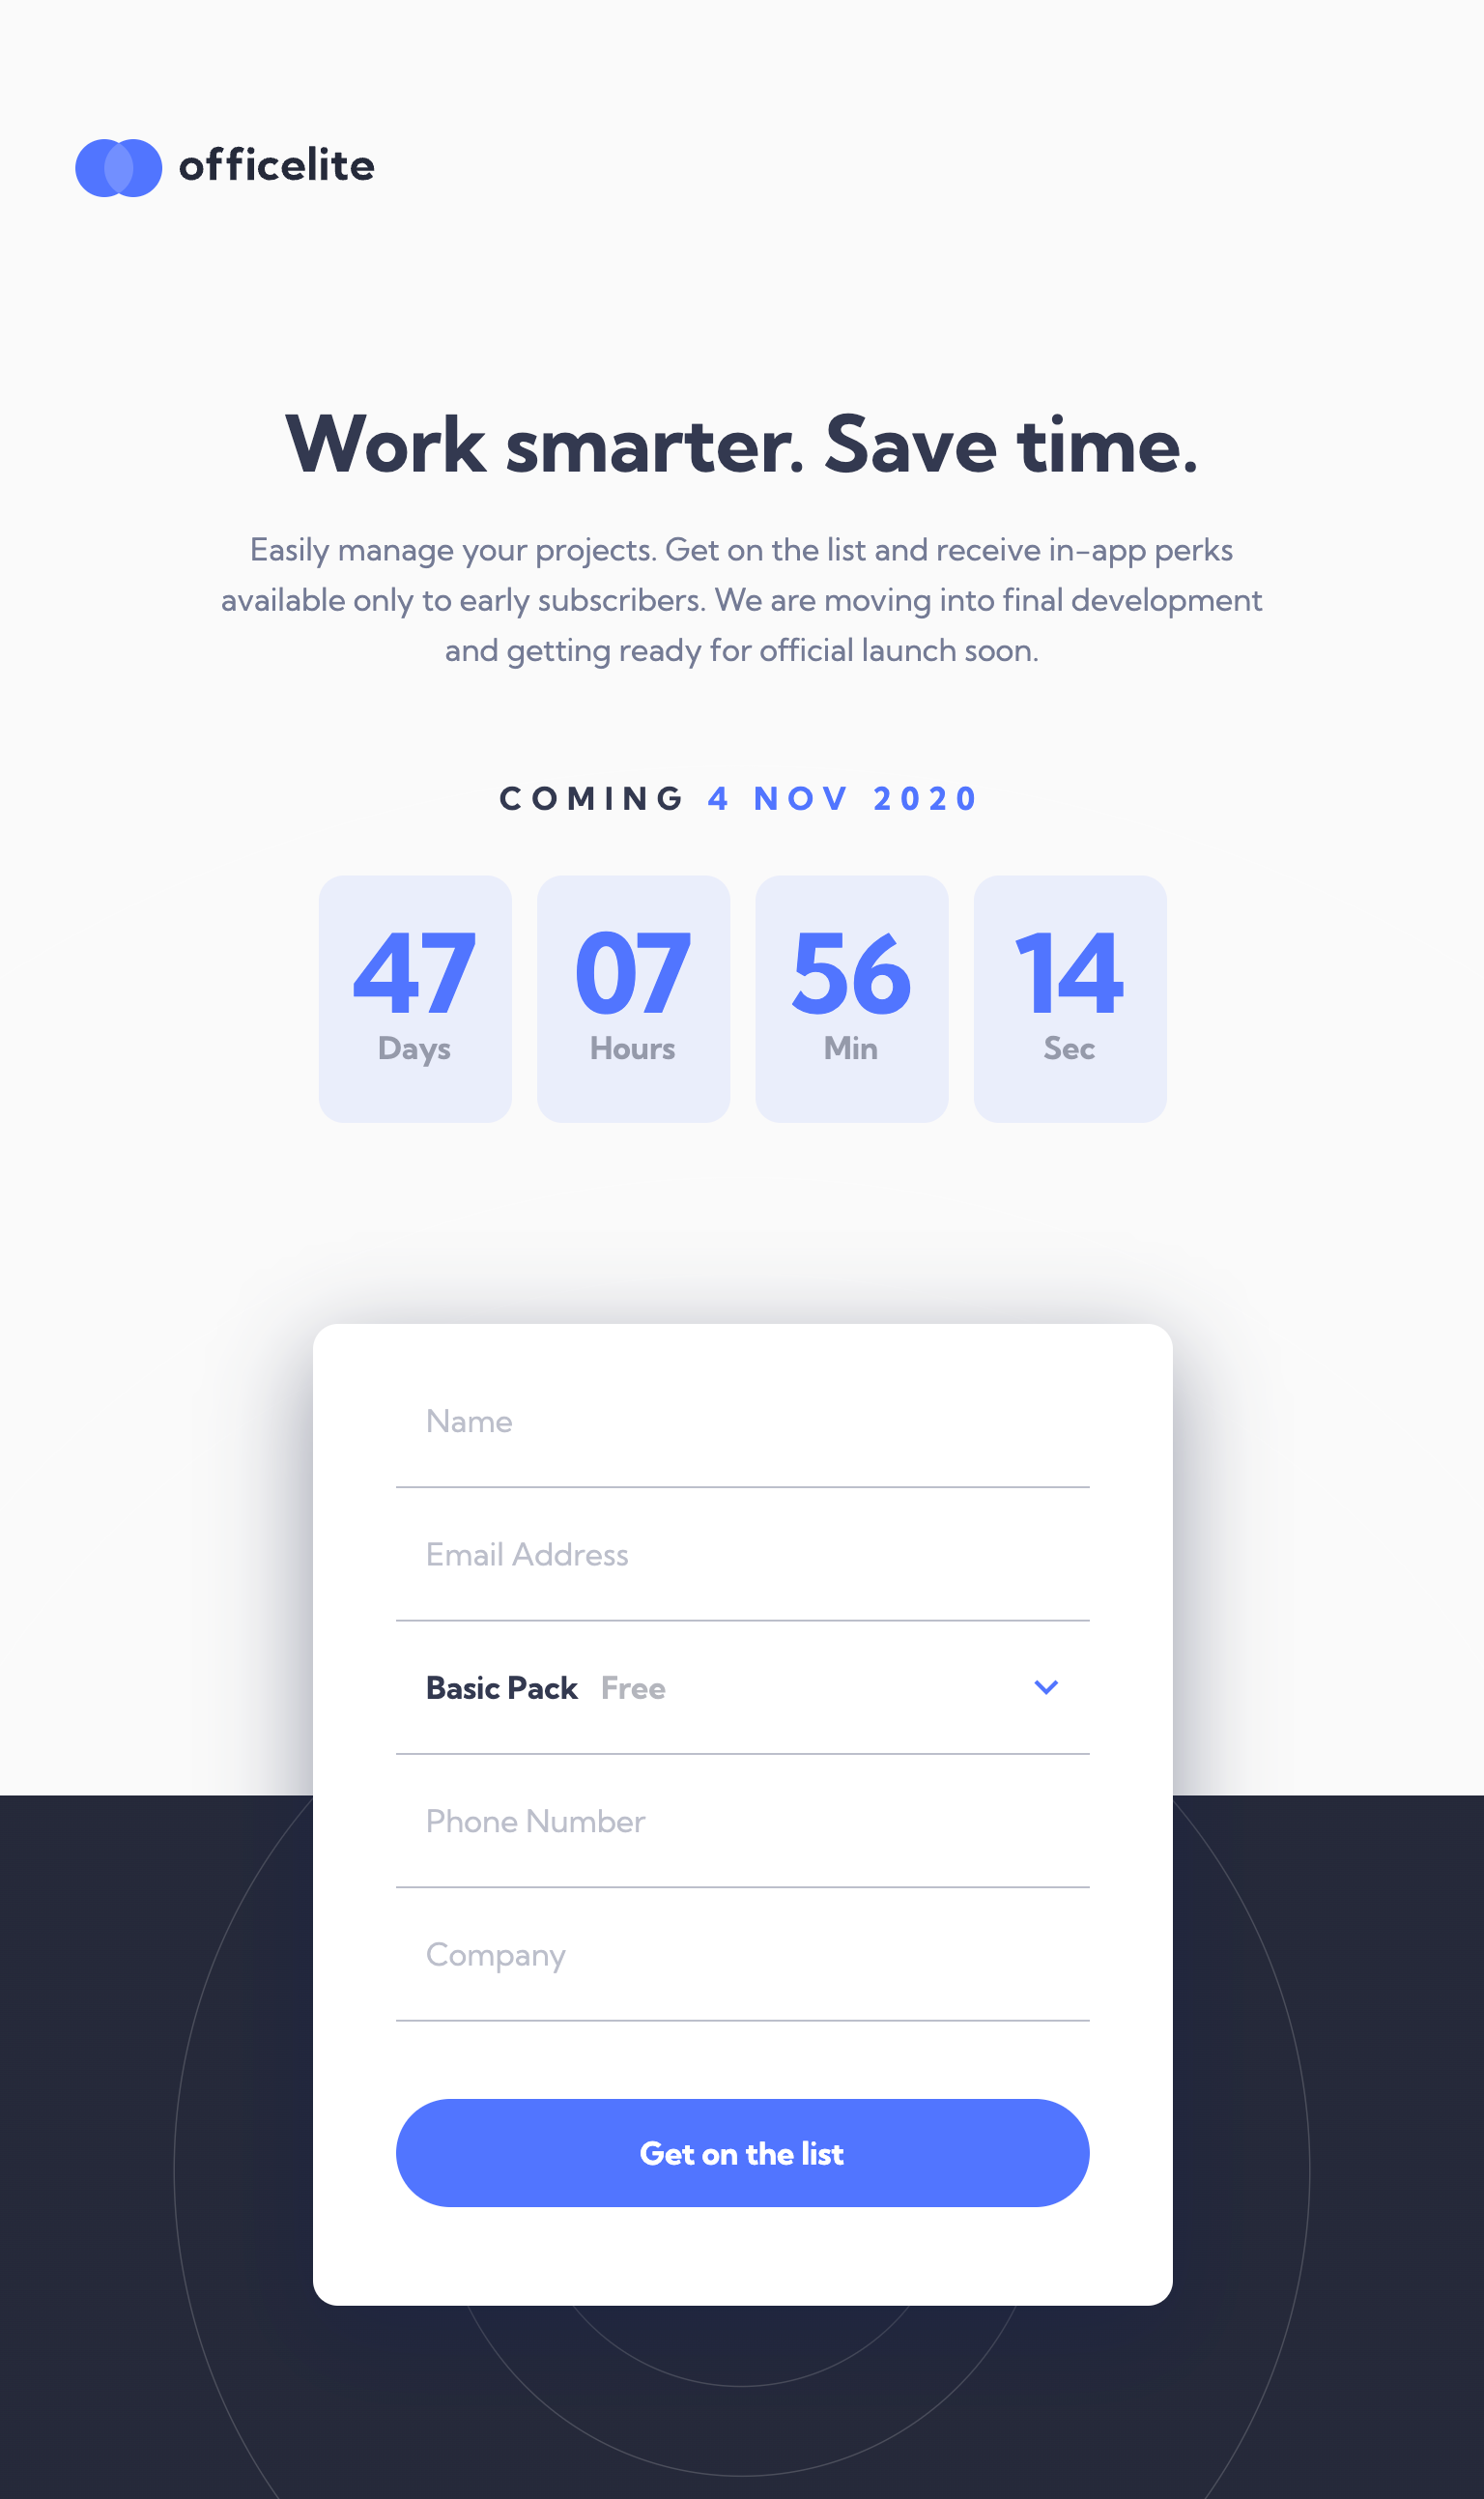 officelite
Work smarter. Save time.
Easily manage your projects. Get on the list and receive in-app perks
available only to early subscribers. We are moving into final development
and getting ready for official launch soon.
COMING 4 NOV 2020
47 07 56 14
Days Hours Min Sec
Name
Email Address
Basic Pack Free
Phone Number
Company
Get on the list